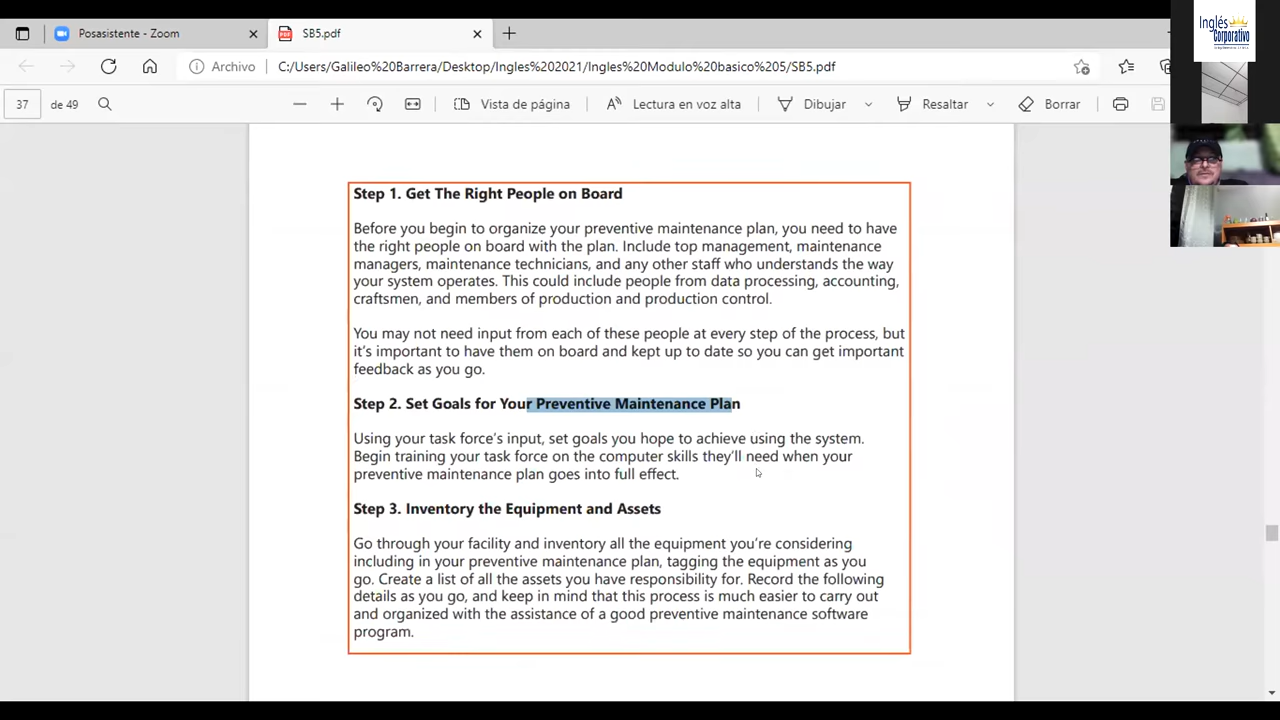 Posasistente - Zoom
SB5.pdf
Archivo
C:/Users/Galileo%20Barrera/Desktop/Ingles%202021/Ingles%20Modulo%20basico%205/SB5.pdf
37 de 49
Vista de página
Lectura en voz alta
Dibujar
Resaltar
Borrar
Inglés
Corporativo
Step 1. Get The Right People on Board
Before you begin to organize your preventive maintenance plan, you need to have
the right people on board with the plan. Include top management, maintenance
managers, maintenance technicians, and any other staff who understands the way
your system operates. This could include people from data processing, accounting,
craftsmen, and members of production and production control.
You may not need input from each of these people at every step of the process, but
it's important to have them on board and kept up to date so you can get important
feedback as you go.
Step 2. Set Goals for Your Preventive Maintenance Plan
Using your task force's input, set goals you hope to achieve using the system.
Begin training your task force on the computer skills they'll need when your
preventive maintenance plan goes into full effect.
Step 3. Inventory the Equipment and Assets
Go through your facility and inventory all the equipment you're considering
including in your preventive maintenance plan, tagging the equipment as you
go. Create a list of all the assets you have responsibility for. Record the following
details as you go, and keep in mind that this process is much easier to carry out
and organized with the assistance of a good preventive maintenance software
program.